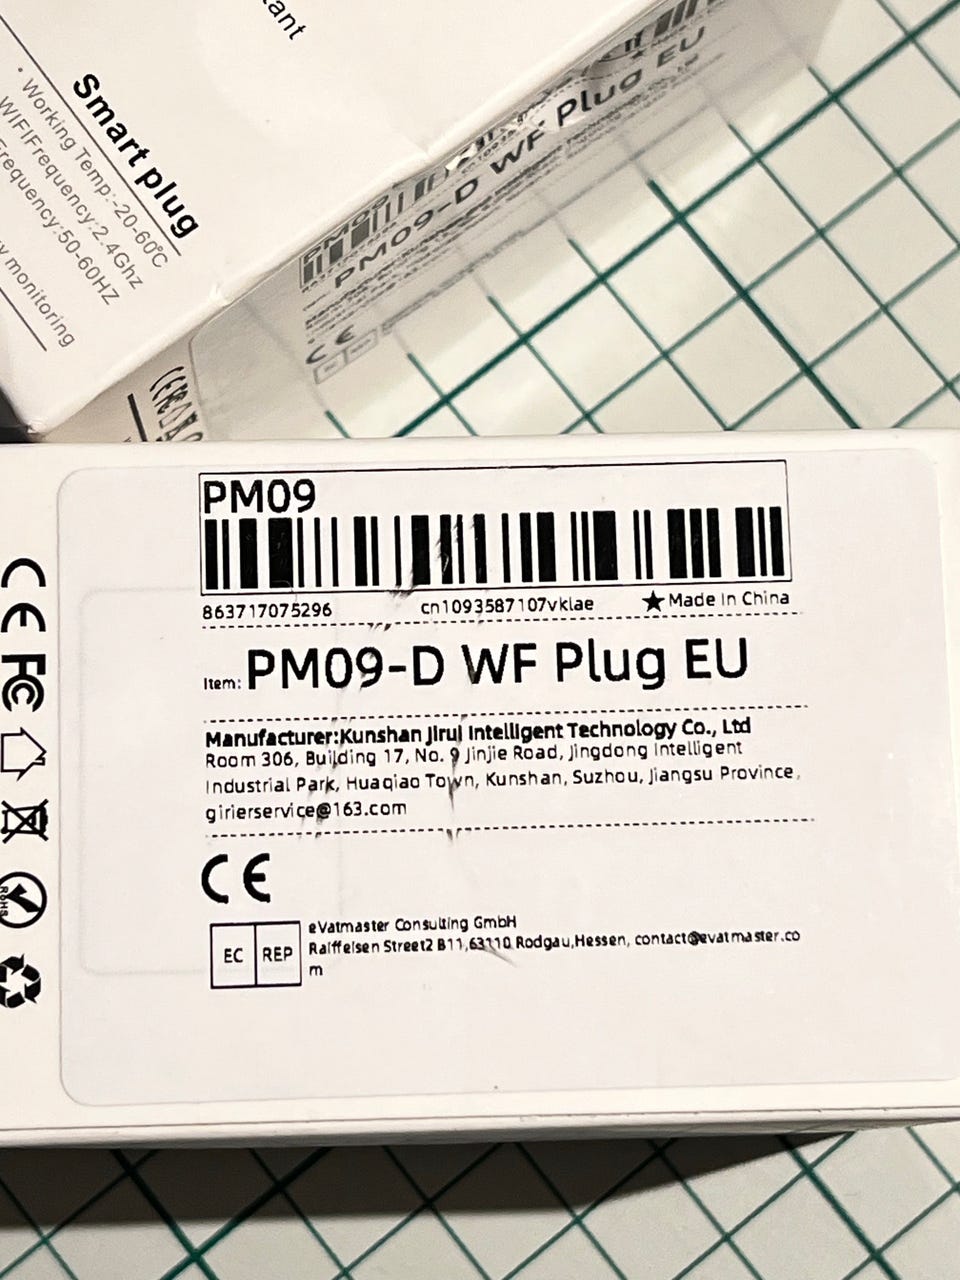 tant
Smart plug
· Working Temp:-20-60℃
WIFIFrequency:2.4Ghz
Frequency:50-60HZ
monitoring
PM09
PM09-D WF Plug EU
CE
PM09
863717075296 cn1093587107vklae ★Made In China
Item: PM09-D WF Plug EU
Manufacturer:Kunshan Jirui Intelligent Technology Co., Ltd
Room 306, Building 17, No. 9 Jinjie Road, Jingdong Intelligent
Industrial Park, Huaqiao Town, Kunshan, Suzhou, Jiangsu Province,
girierservice@163.com
CE
EC REP
eVatmaster Consulting GmbH
Raiffeisen Street2 B11,63110 Rodgau,Hessen, contact@evatmaster.co
m
CE
FC
RoHS